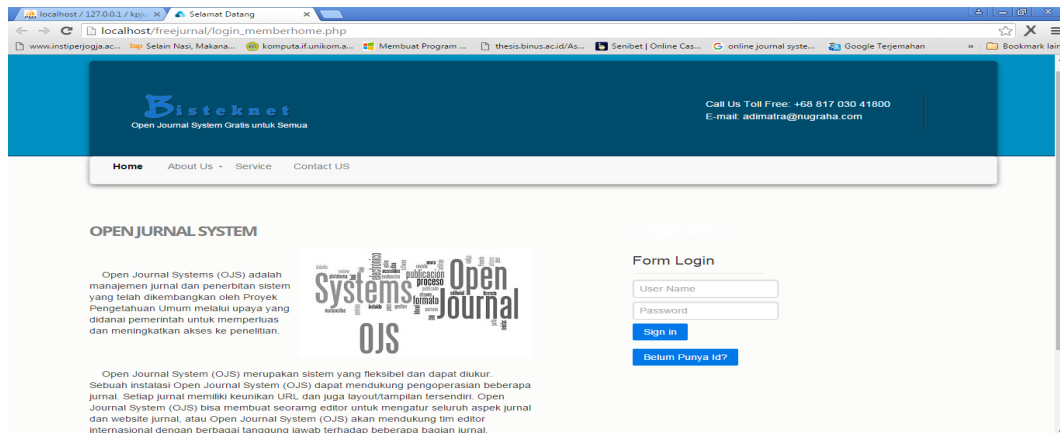 localhost / 127.0.0.1 / kpju
Selamat Datang
localhost/freejurnal/login_memberhome.php
www.instiperjogja.ac...
Selain Nasi, Makana...
komputa.if.unikom.a...
Membuat Program ...
thesis.binus.ac.id/As...
Senibet | Online Cas...
online journal syste...
Google Terjemahan
»
Bookmark lain
Bisteknet
Open Journal System Gratis untuk Semua
Call Us Toll Free: +68 817 030 41800
E-mail: adimatra@nugraha.com
Home About Us Service Contact US
OPEN JURNAL SYSTEM
Open Journal Systems (OJS) adalah
manajemen jurnal dan penerbitan sistem
yang telah dikembangkan oleh Proyek
Pengetahuan Umum melalui upaya yang
didanai pemerintah untuk memperluas
dan meningkatkan akses ke penelitian.
Systems
publicacion
proceso
formato
Open
Journal
OJS
Open Journal System (OJS) merupakan sistem yang fleksibel dan dapat diukur.
Sebuah instalasi Open Journal System (OJS) dapat mendukung pengoperasian beberapa
jurnal. Setiap jurnal memiliki keunikan URL dan juga layout/tampilan tersendiri. Open
Journal System (OJS) bisa membuat seoramg editor untuk mengatur seluruh aspek jurnal
dan website jurnal, atau Open Journal System (OJS) akan mendukung tim editor
internasional dengan berbagai tanggung jawab terhadap beberapa bagian jurnal.
Form Login
User Name
Password
Sign in
Belum Punya Id?